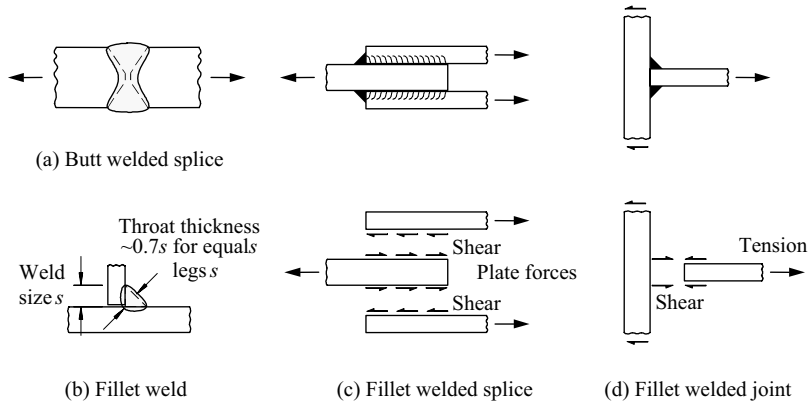 (a) Butt welded splice
Throat thickness
~0.7s for equals
legs s
Weld
size s
(b) Fillet weld
Shear
Plate forces
Shear
(c) Fillet welded splice
Tension
Shear
(d) Fillet welded joint